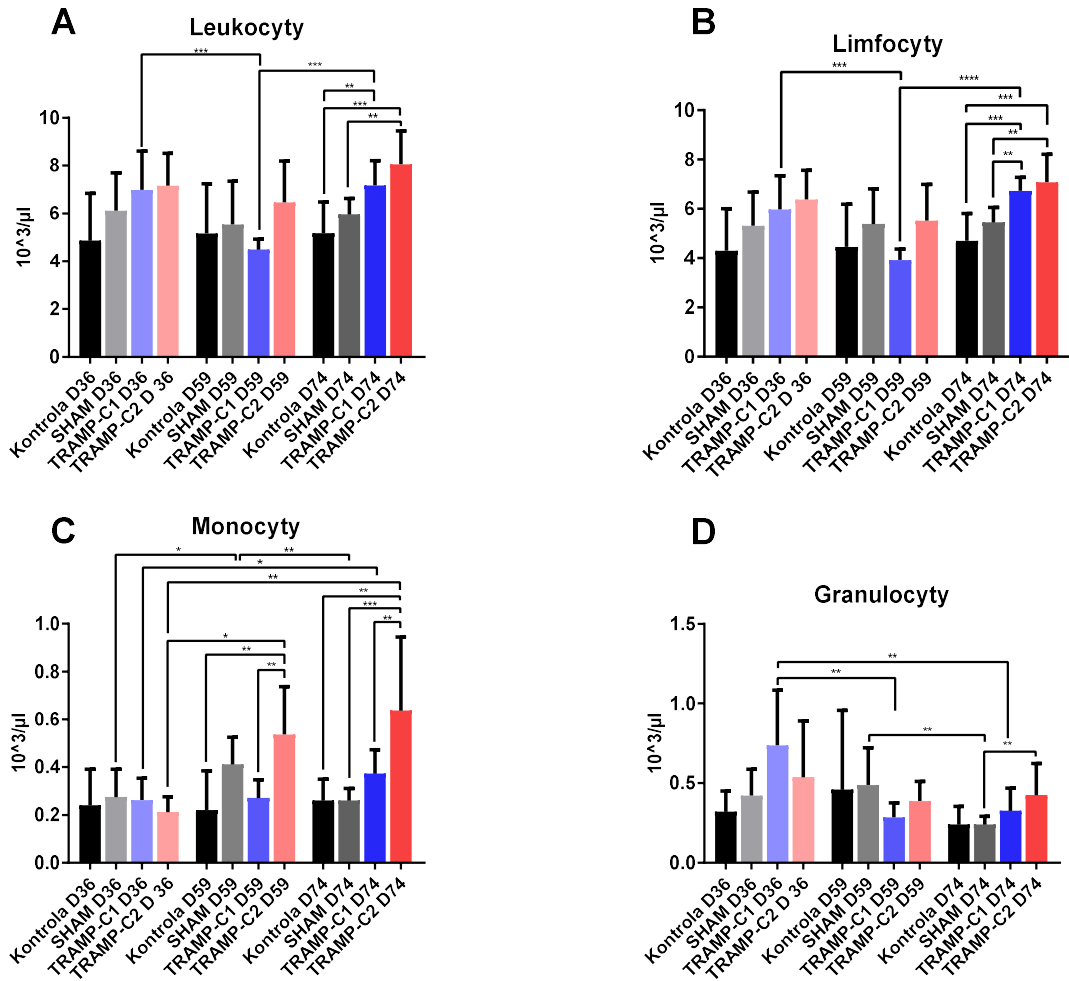 A
Leukocyty
***
***
**
***
**
10
8
6
4
2
0
10^3/µl
Kontrola D36
SHAM D36
TRAMP-C1 D36
TRAMP-C2 D 36
Kontrola D59
SHAM D59
TRAMP-C1 D59
TRAMP-C2 D59
Kontrola D74
SHAM D74
TRAMP-C1 D74
TRAMP-C2 D74
B
Limfocyty
***
****
***
***
**
**
10
8
6
4
2
0
10^3/µl
Kontrola D36
SHAM D36
TRAMP-C1 D36
TRAMP-C2 D 36
Kontrola D59
SHAM D59
TRAMP-C1 D59
TRAMP-C2 D59
Kontrola D74
SHAM D74
TRAMP-C1 D74
TRAMP-C2 D74
C
Monocyty
*
**
*
**
**
***
**
*
**
**
1.0
0.8
0.6
0.4
0.2
0.0
10^3/µl
Kontrola D36
SHAM D36
TRAMP-C1 D36
TRAMP-C2 D 36
Kontrola D59
SHAM D59
TRAMP-C1 D59
TRAMP-C2 D59
Kontrola D74
SHAM D74
TRAMP-C1 D74
TRAMP-C2 D74
D
Granulocyty
**
**
**
**
1.5
1.0
0.5
0.0
10^3/µl
Kontrola D36
SHAM D36
TRAMP-C1 D36
TRAMP-C2 D 36
Kontrola D59
SHAM D59
TRAMP-C1 D59
TRAMP-C2 D59
Kontrola D74
SHAM D74
TRAMP-C1 D74
TRAMP-C2 D74